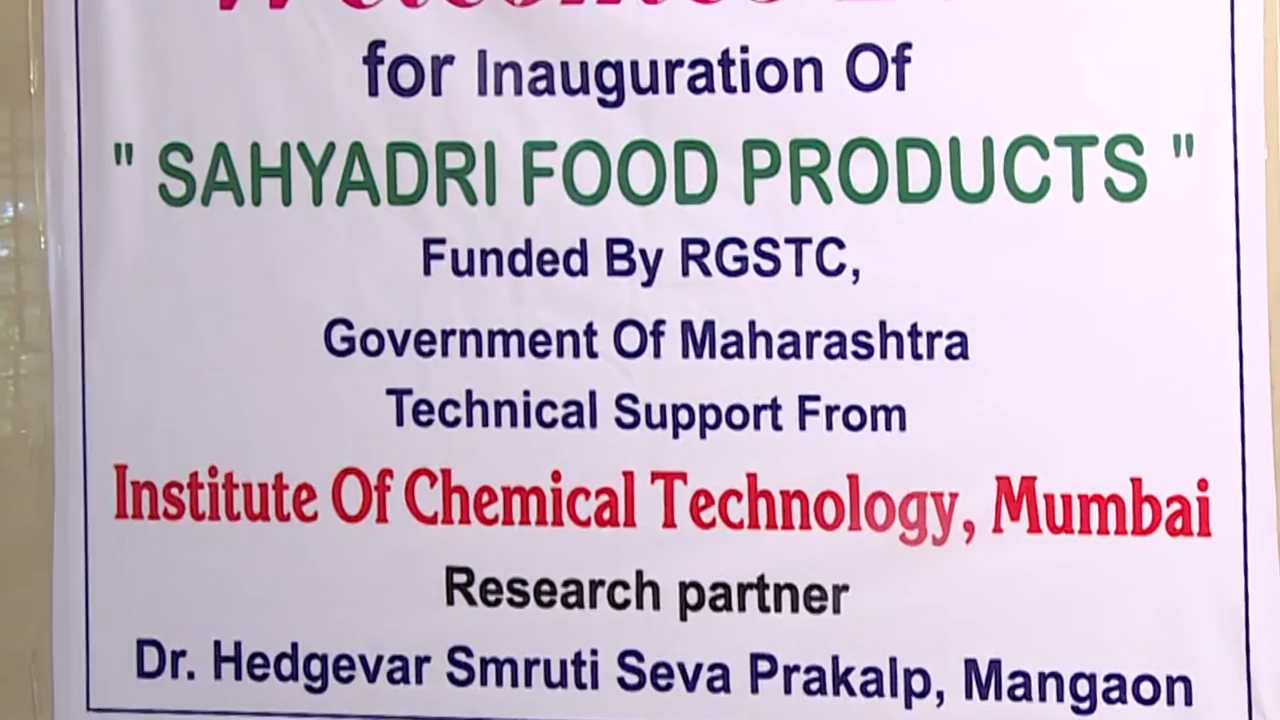 for Inauguration Of
" SAHYADRI FOOD PRODUCTS "
Funded By RGSTC,
Government Of Maharashtra
Technical Support From
Institute Of Chemical Technology, Mumbai
Research partner
Dr. Hedgevar Smruti Seva Prakalp, Mangaon